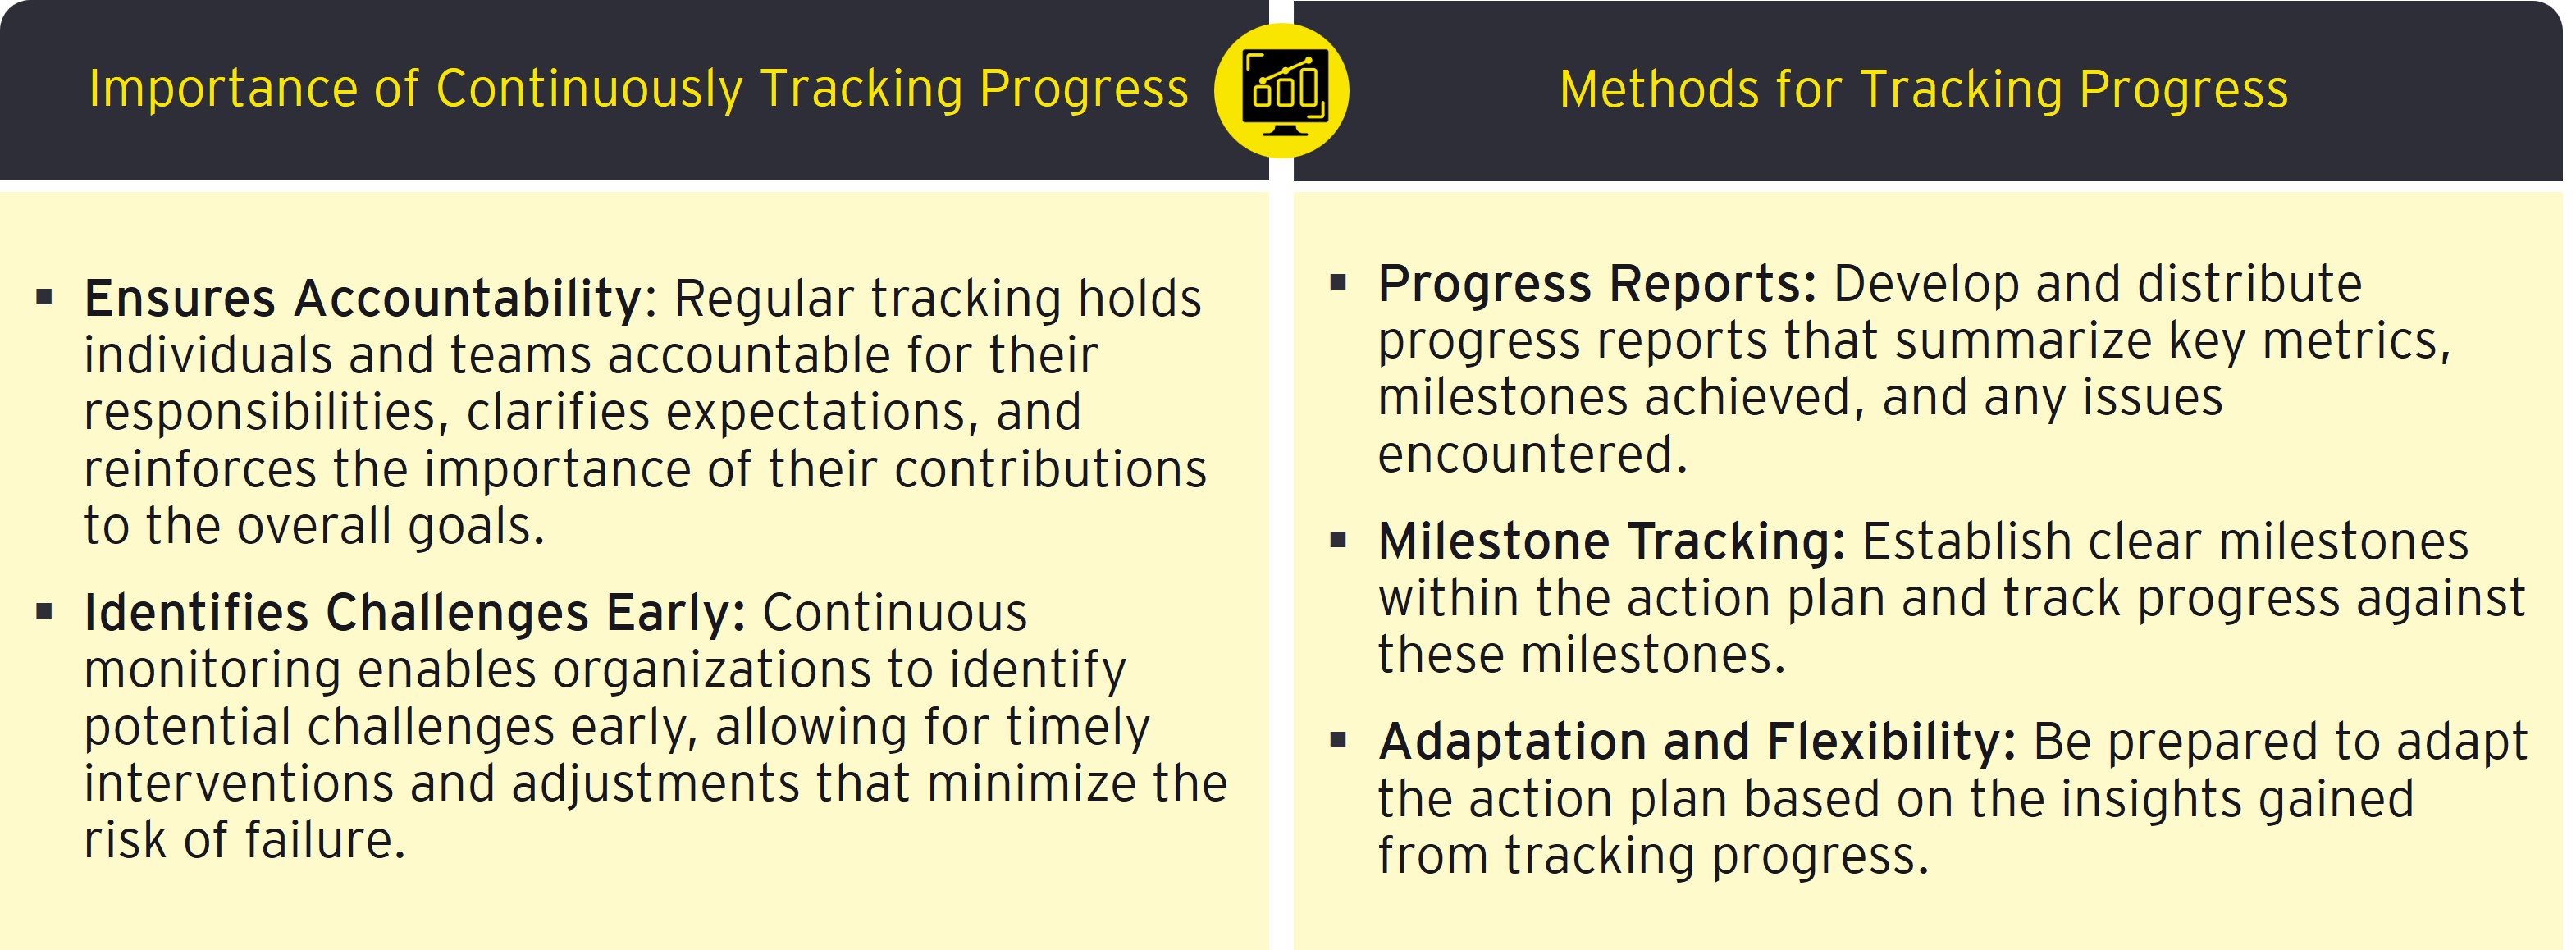 Importance of Continuously Tracking Progress
Ensures Accountability: Regular tracking holds
individuals and teams accountable for their
responsibilities, clarifies expectations, and
reinforces the importance of their contributions
to the overall goals.
Identifies Challenges Early: Continuous
monitoring enables organizations to identify
potential challenges early, allowing for timely
interventions and adjustments that minimize the
risk of failure.
Methods for Tracking Progress
Progress Reports: Develop and distribute
progress reports that summarize key metrics,
milestones achieved, and any issues
encountered.
Milestone Tracking: Establish clear milestones
within the action plan and track progress against
these milestones.
Adaptation and Flexibility: Be prepared to adapt
the action plan based on the insights gained
from tracking progress.